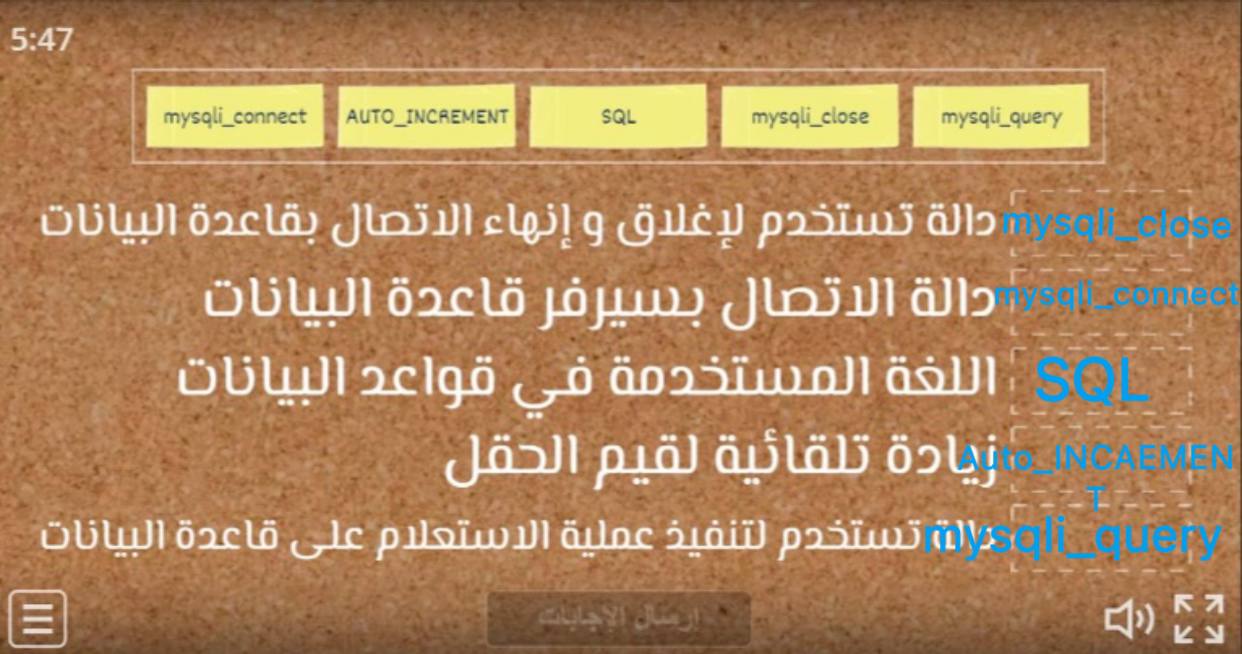 5:47
mysqli_connect AUTO_INCREMENT SQL mysqli_close mysqli_query
دالة تستخدم لإغلاق و إنهاء الاتصال بقاعدة البيانات mysqli_close
دالة الاتصال بسيرفر قاعدة البيانات mysqli_connect
اللغة المستخدمة في قواعد البيانات SQL
زيادة تلقائية لقيم الحقل Auto_INCAEMENT
دالة تستخدم لتنفيذ عملية الاستعلام على قاعدة البيانات mysqli_query
إرسال الإجابات